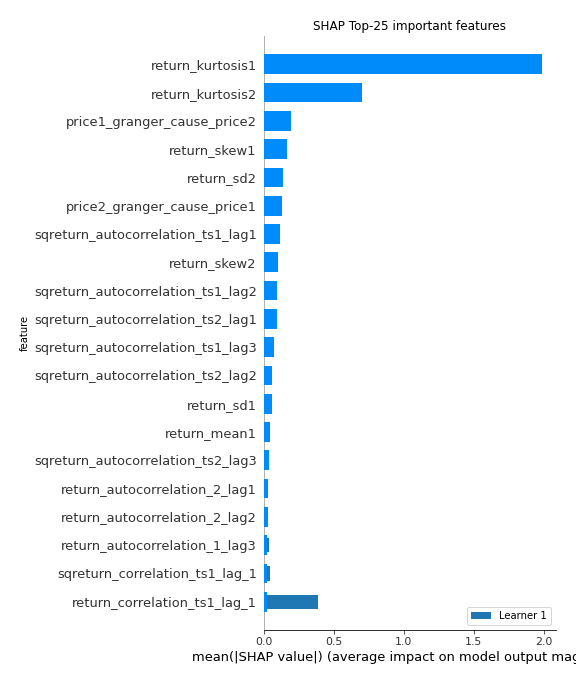 SHAP Top-25 important features
return_kurtosis1
return_kurtosis2
price1_granger_cause_price2
return_skew1
return_sd2
price2_granger_cause_price1
sqreturn_autocorrelation_ts1_lag1
return_skew2
sqreturn_autocorrelation_ts1_lag2
sqreturn_autocorrelation_ts2_lag1
sqreturn_autocorrelation_ts1_lag3
sqreturn_autocorrelation_ts2_lag2
return_sd1
return_mean1
sqreturn_autocorrelation_ts2_lag3
return_autocorrelation_2_lag1
return_autocorrelation_2_lag2
return_autocorrelation_1_lag3
sqreturn_correlation_ts1_lag_1
return_correlation_ts1_lag_1
feature
Learner 1
0.0 0.5 1.0 1.5 2.0
mean(|SHAP value|) (average impact on model output mag